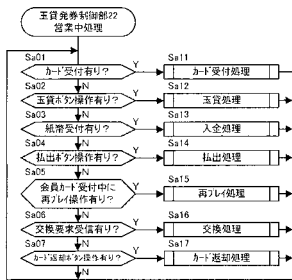 玉貸発券制御部22
営業中処理
Sa01
カード受付有り?
Y
Sa11
カード受付処理
N
Sa02
玉貸ボタン操作有り?
Y
Sa12
玉貸処理
N
Sa03
紙幣受付有り?
Y
Sa13
入金処理
N
Sa04
払出ボタン操作有り?
Y
Sa14
払出処理
N
Sa05
会員カード受付中に
再プレイ操作有り?
Y
Sa15
再プレイ処理
N
Sa06
交換要求受信有り?
Y
Sa16
交換処理
N
Sa07
カード返却ボタン操作有り?
Y
Sa17
カード返却処理
N